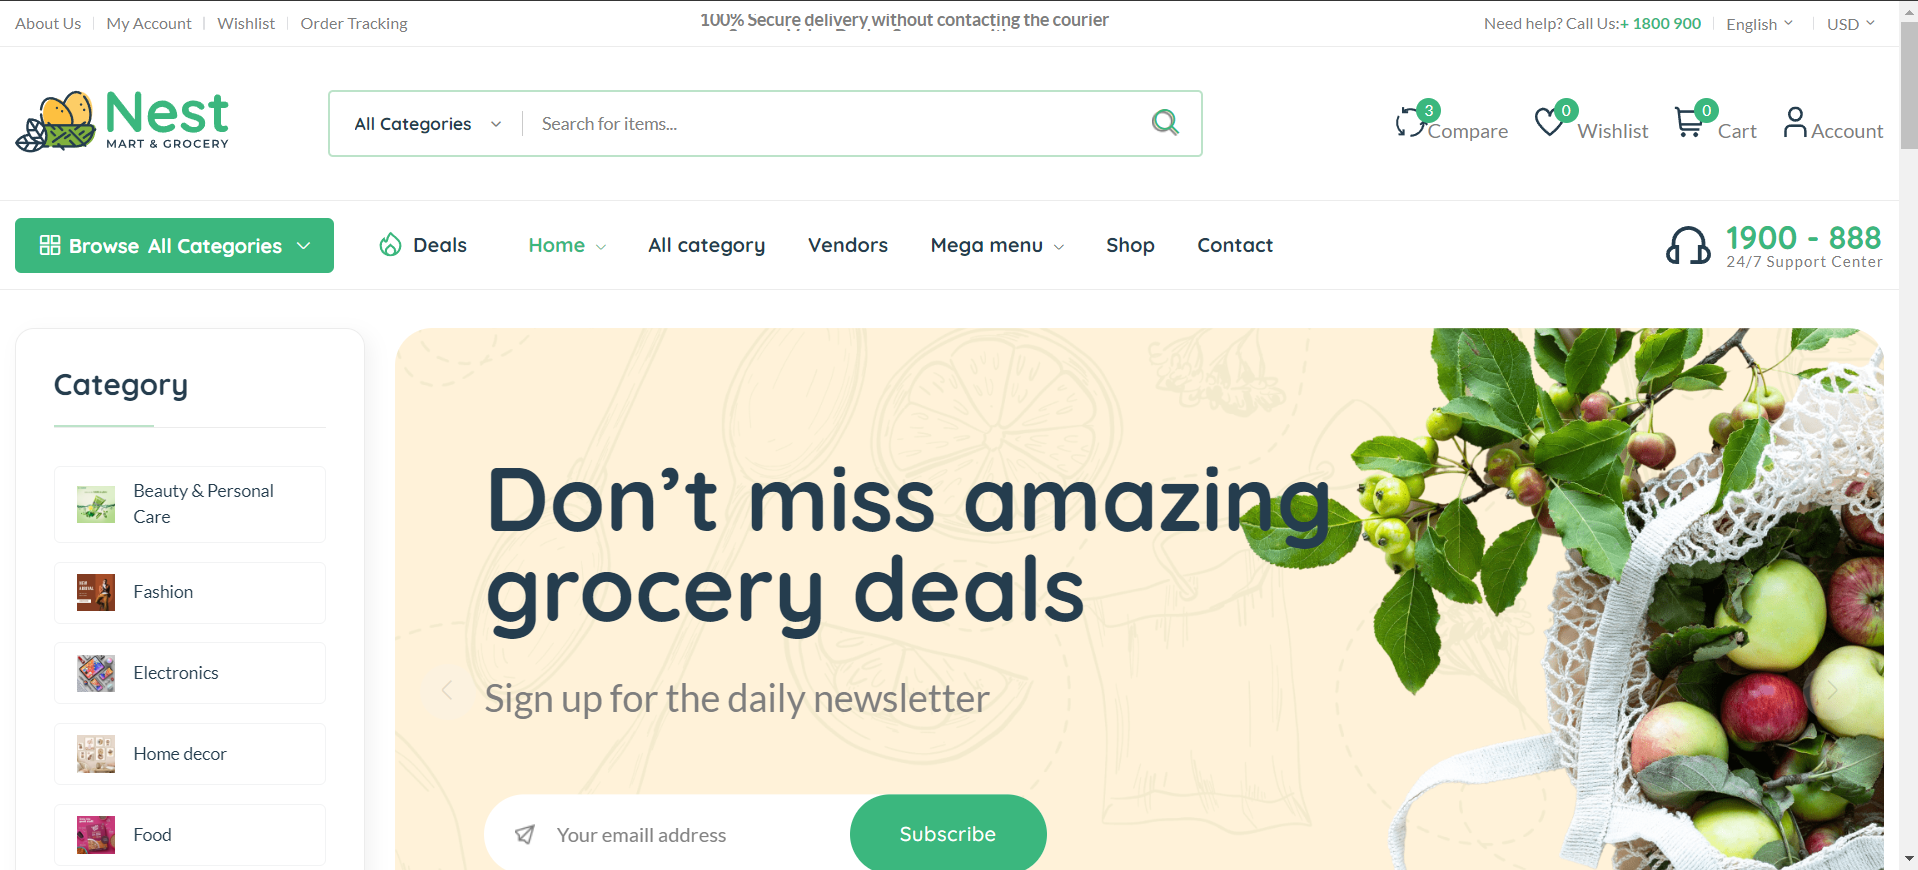 About Us
My Account
Wishlist
Order Tracking
100% Secure delivery without contacting the courier
Need help? Call Us:+ 1800 900
English
USD
Nest
MART & GROCERY
All Categories
Search for items...
3
Compare
0
Wishlist
0
Cart
Account
Browse All Categories
Deals
Home
All category
Vendors
Mega menu
Shop
Contact
1900 - 888
24/7 Support Center
Category
Beauty & Personal
Care
Fashion
Electronics
Home decor
Food
Don’t miss amazing
grocery deals
Sign up for the daily newsletter
Your emaill address
Subscribe